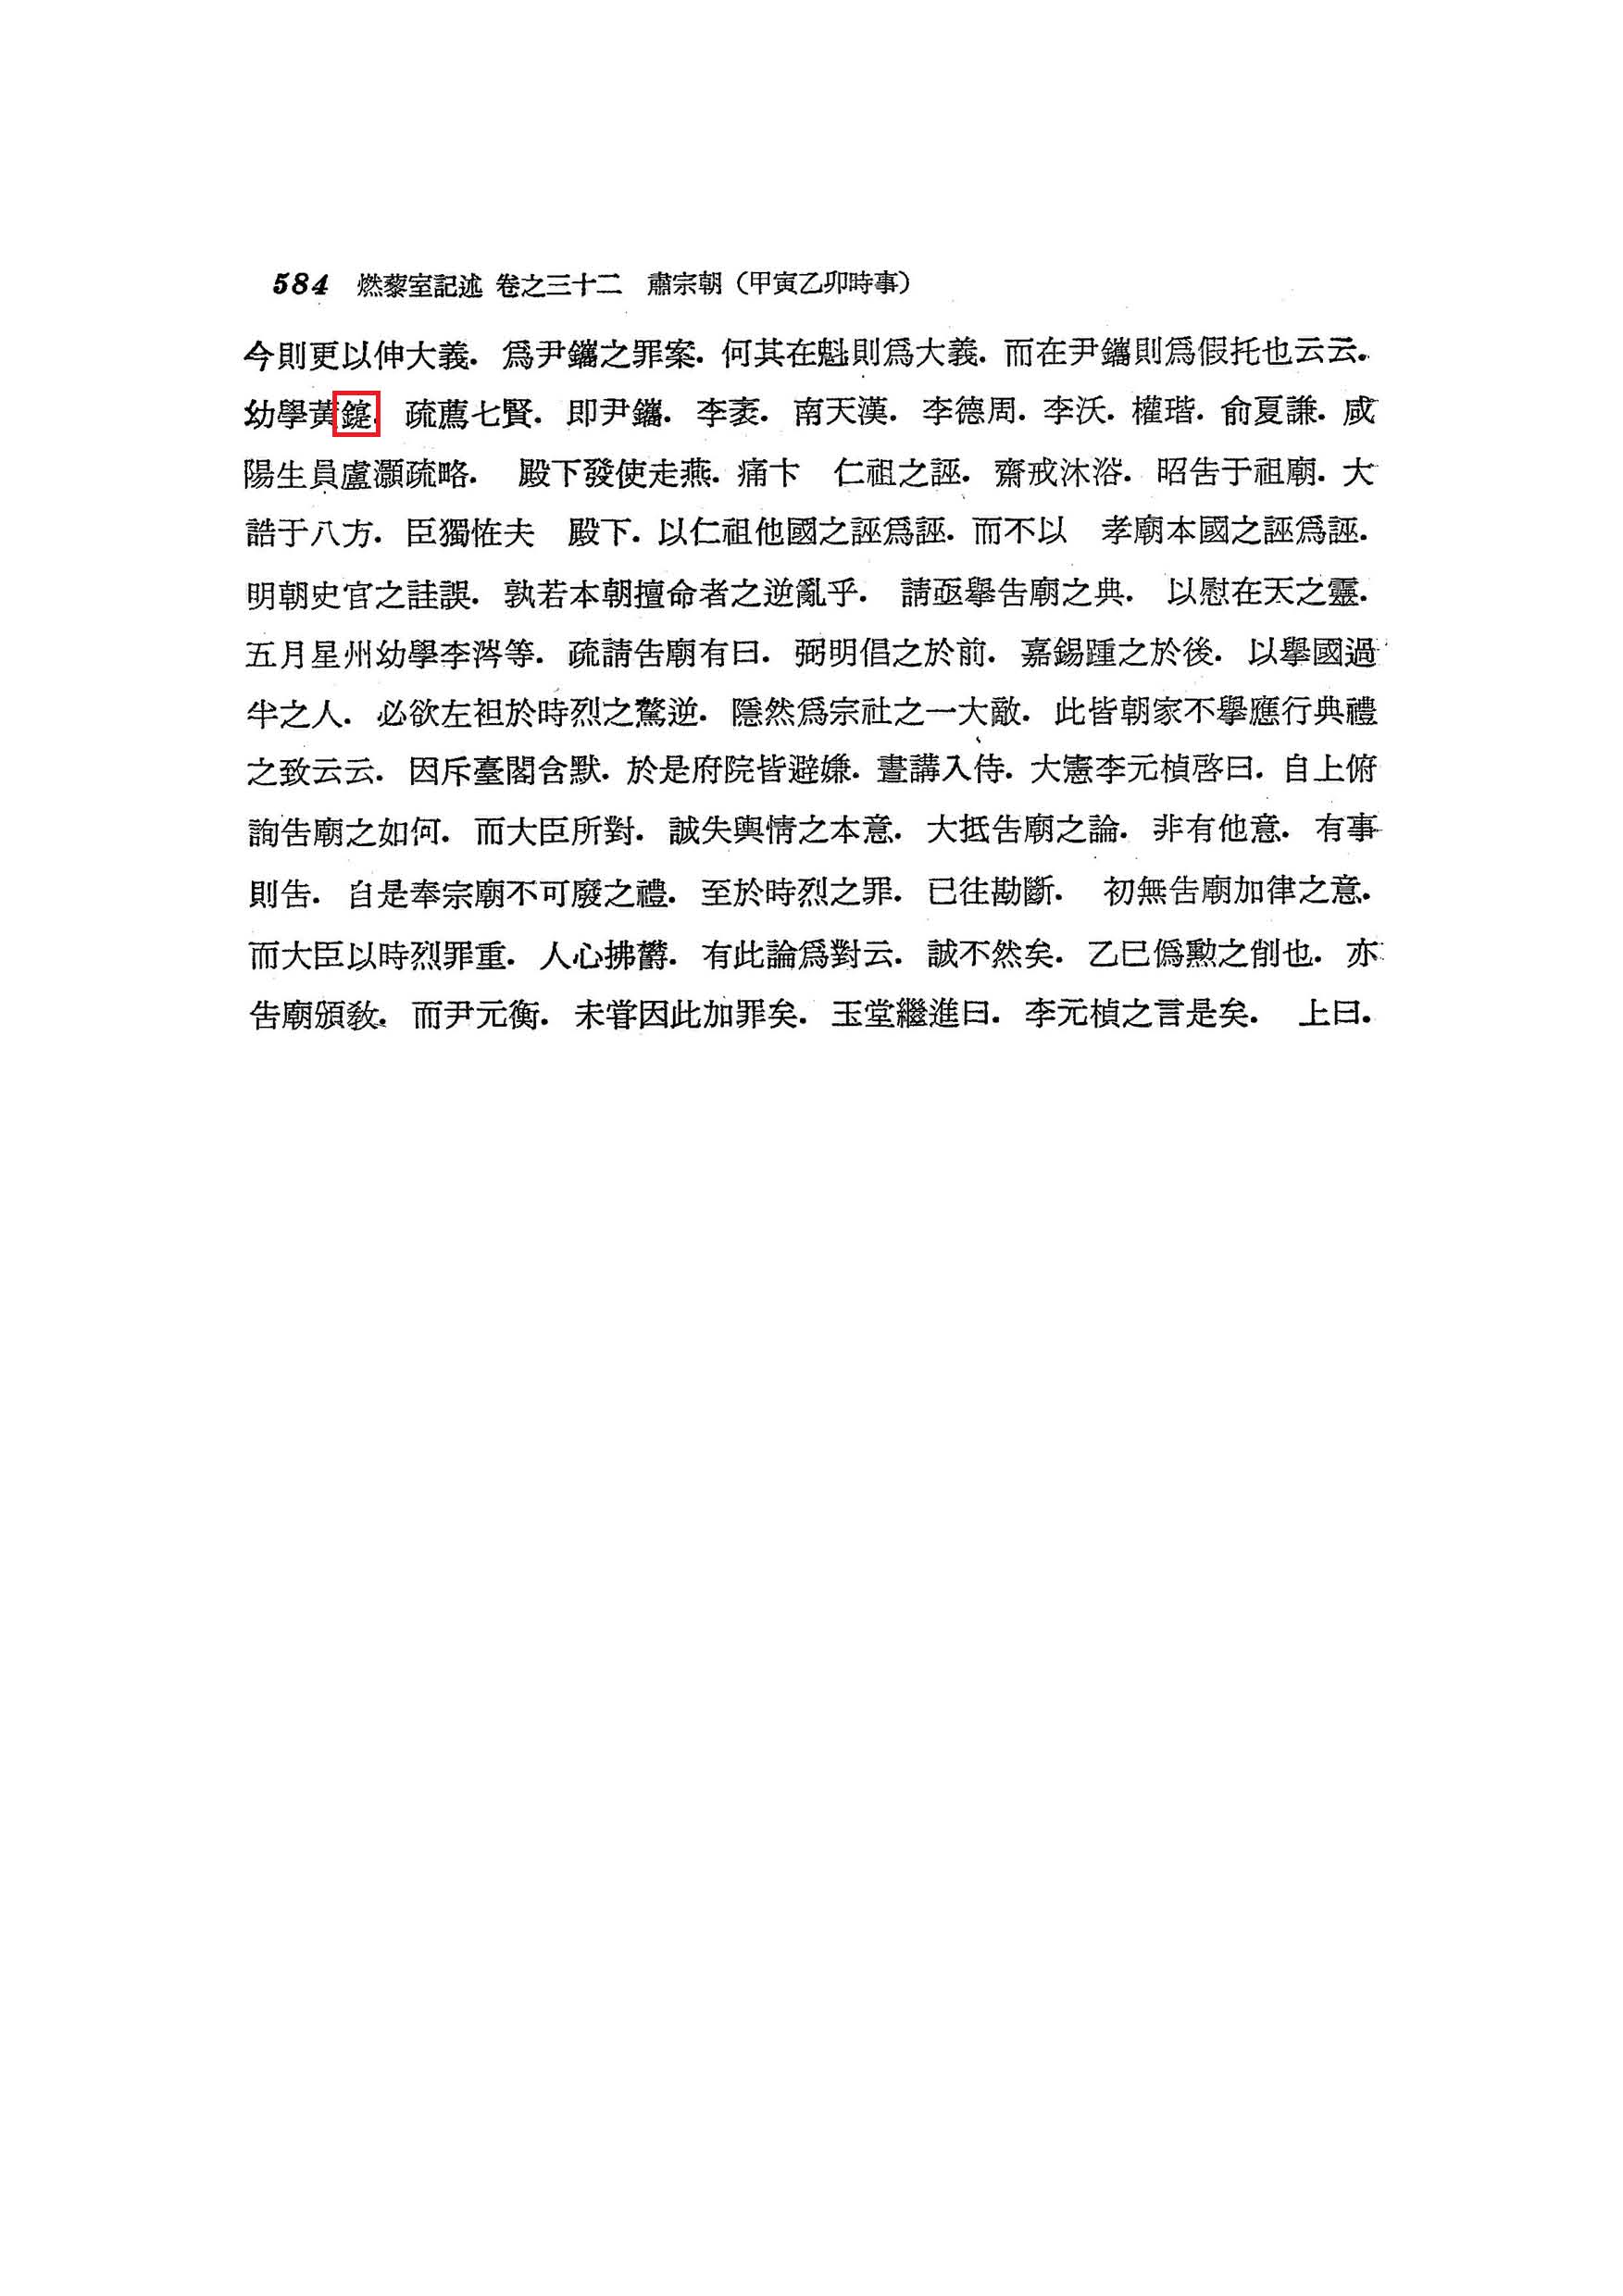 584 燃藜室記述 卷之三十二 肅宗朝（甲寅乙卯時事）
今則更以伸大義. 爲尹鑴之罪案. 何其在魁則爲大義. 而在尹鑴則爲假托也云云.
幼學黃 疏薦七賢. 即尹鑴. 李袤. 南天漢. 李德周. 李沃. 權瑎. 俞夏謙. 咸
陽生員盧灝疏略. 殿下發使走燕. 痛卞 仁祖之誣. 齋戒沐浴. 昭告于祖廟. 大
誥于八方. 臣獨恠夫 殿下. 以仁祖他國之誣爲誣. 而不以 孝廟本國之誣爲誣.
明朝史官之註誤. 孰若本朝擅命者之逆亂乎. 請亟擧告廟之典. 以慰在天之靈.
五月星州幼學李涔等. 疏請告廟有曰. 弼明倡之於前. 嘉錫踵之於後. 以擧國過
半之人. 必欲左袒於時烈之驁逆. 隱然爲宗社之一大敵. 此皆朝家不擧應行典禮
之致云云. 因斥臺閣含默. 於是府院皆避嫌. 晝講入侍. 大憲李元楨啓曰. 自上俯
詢告廟之如何. 而大臣所對. 誠失輿情之本意. 大抵告廟之論. 非有他意. 有事
則告. 自是奉宗廟不可廢之禮. 至於時烈之罪. 已往勘斷. 初無告廟加律之意.
而大臣以時烈罪重. 人心拂欝. 有此論爲對云. 誠不然矣. 乙巳僞勳之削也. 亦
告廟頒敎. 而尹元衡. 未甞因此加罪矣. 玉堂繼進曰. 李元楨之言是矣. 上曰.